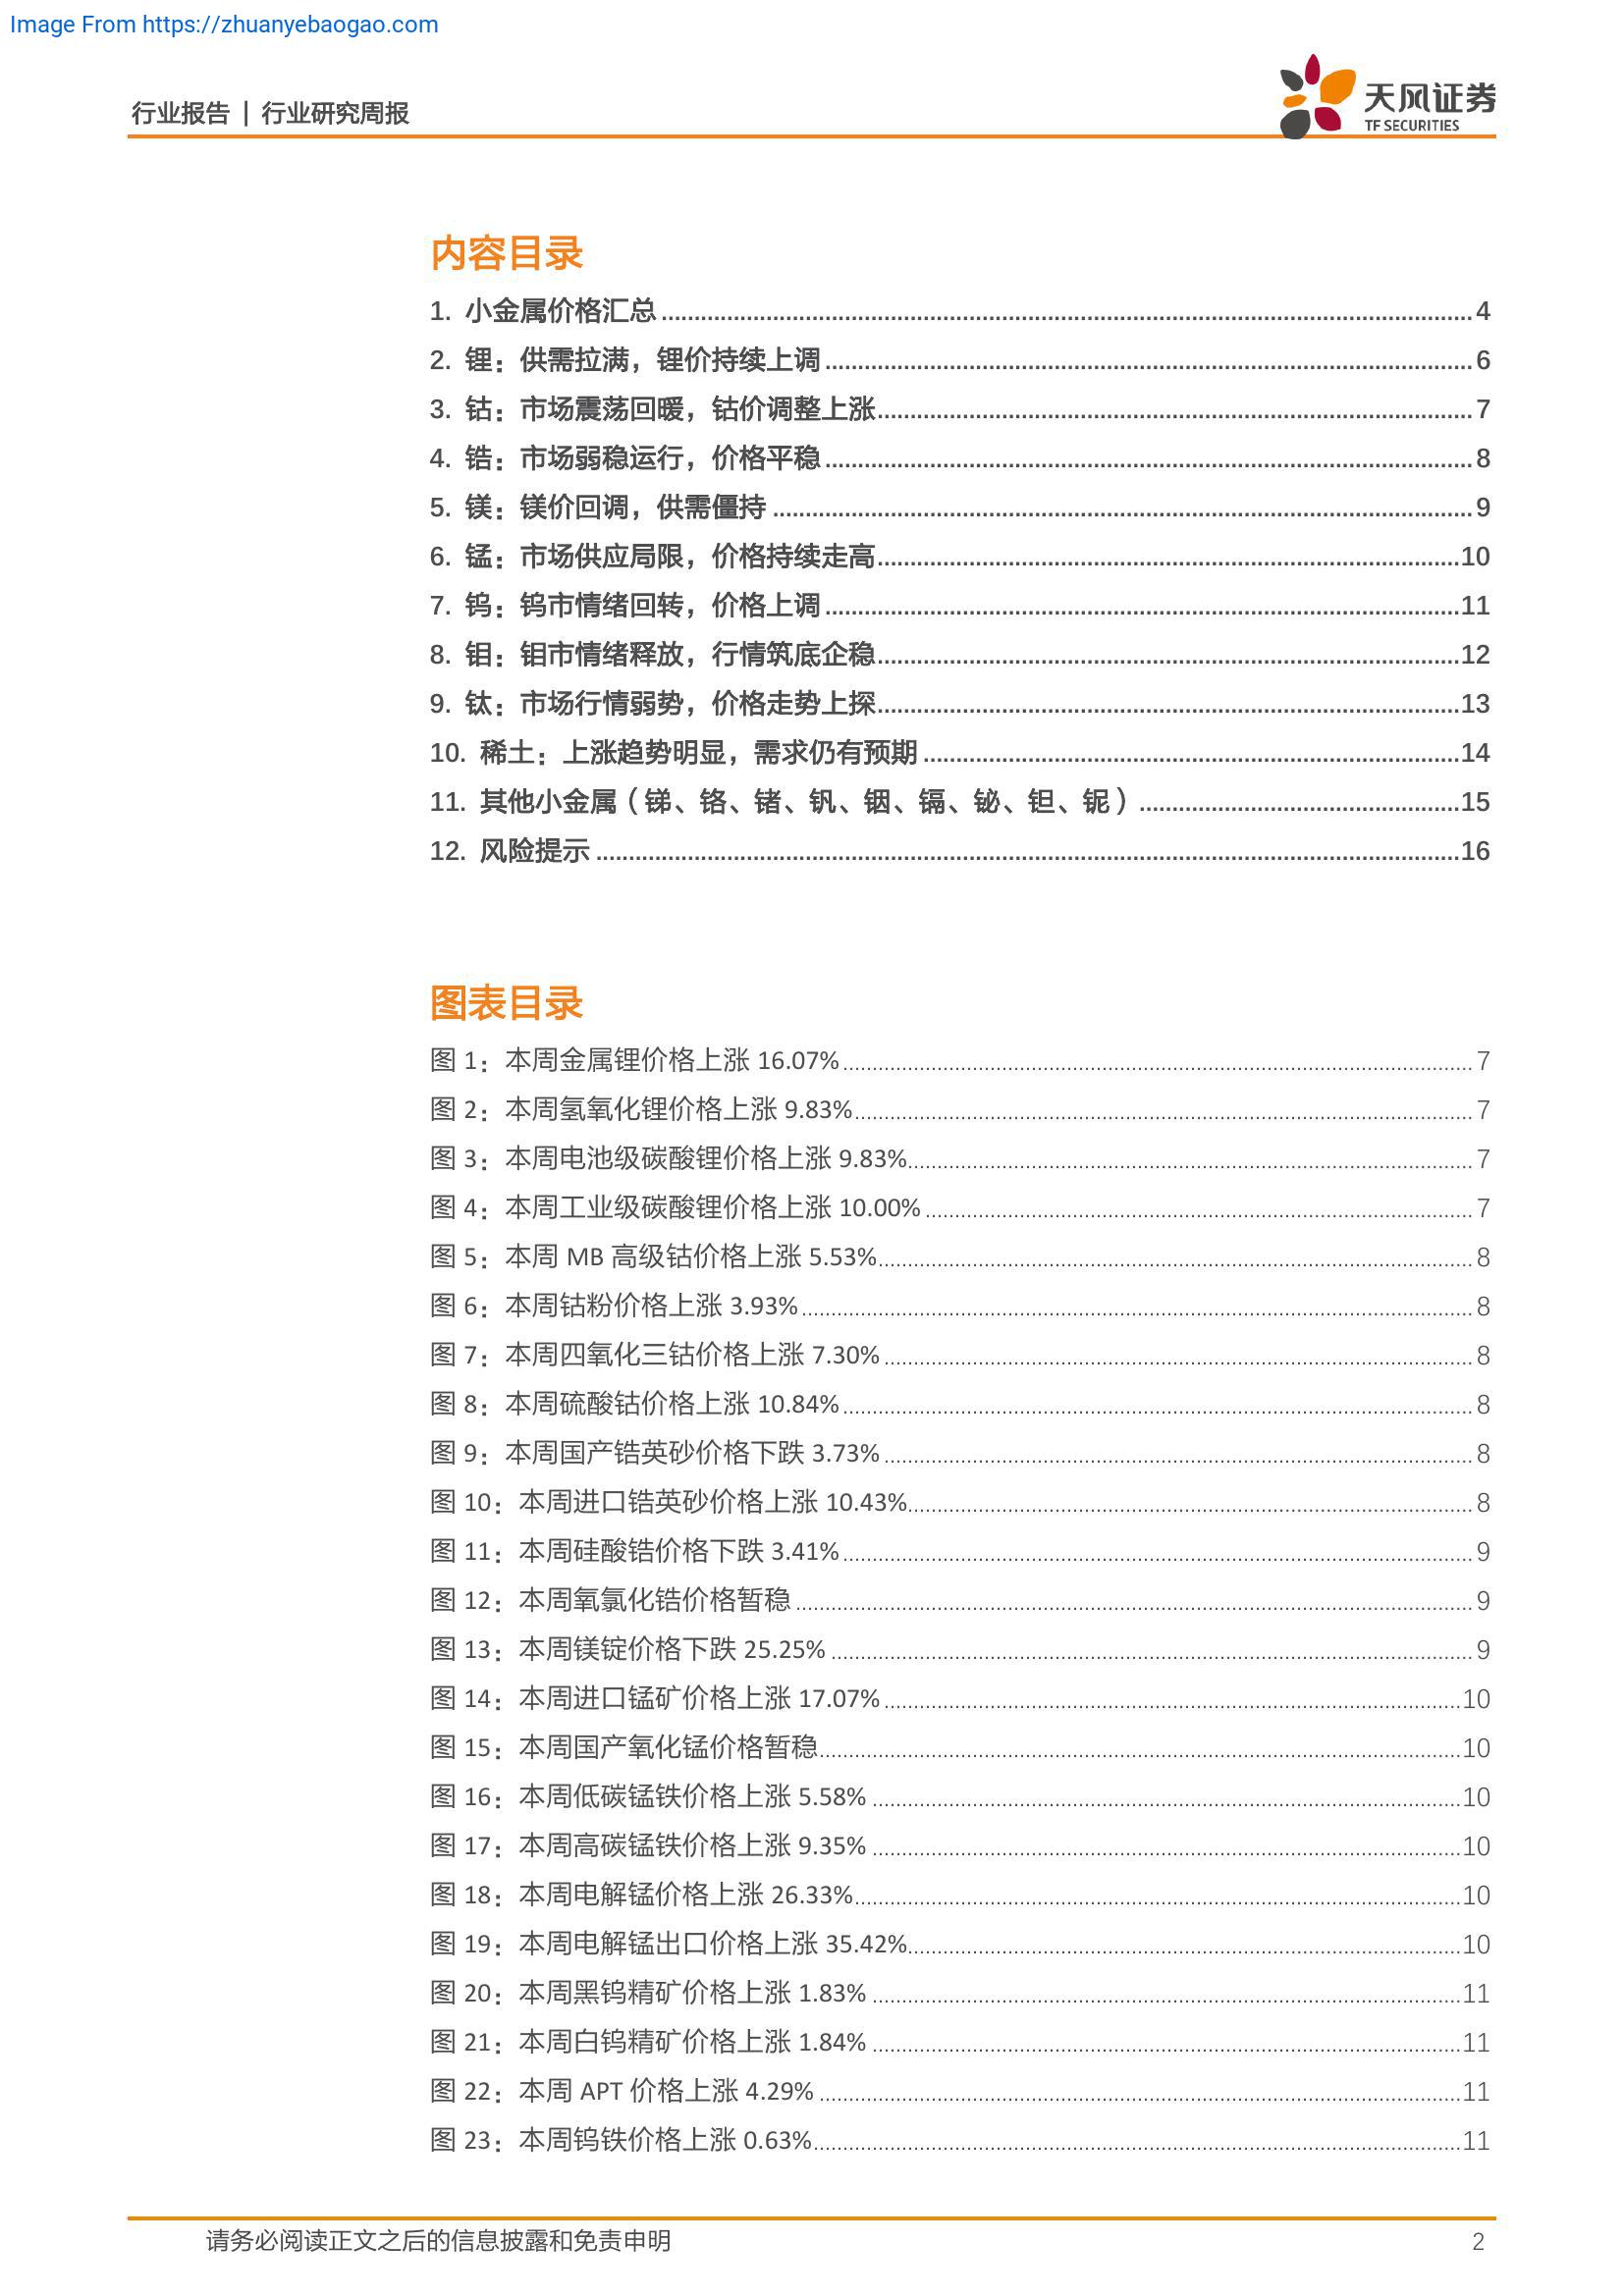 Image From https://zhuanyebaogao.com
行业报告 | 行业研究周报
天风证券
TF SECURITIES
内容目录
1. 小金属价格汇总 4
2. 锂：供需拉满，锂价持续上调 6
3. 钴：市场震荡回暖，钴价调整上涨 7
4. 锆：市场弱稳运行，价格平稳 8
5. 镁：镁价回调，供需僵持 9
6. 锰：市场供应局限，价格持续走高 10
7. 钨：钨市情绪回转，价格上调 11
8. 钼：钼市情绪释放，行情筑底企稳 12
9. 钛：市场行情弱势，价格走势上探 13
10. 稀土：上涨趋势明显，需求仍有预期 14
11. 其他小金属（锑、铬、锗、钒、铟、镉、铋、钽、铌） 15
12. 风险提示 16
图表目录
图 1：本周金属锂价格上涨 16.07% 7
图 2：本周氢氧化锂价格上涨 9.83% 7
图 3：本周电池级碳酸锂价格上涨 9.83% 7
图 4：本周工业级碳酸锂价格上涨 10.00% 7
图 5：本周 MB 高级钴价格上涨 5.53% 8
图 6：本周钴粉价格上涨 3.93% 8
图 7：本周四氧化三钴价格上涨 7.30% 8
图 8：本周硫酸钴价格上涨 10.84% 8
图 9：本周国产锆英砂价格下跌 3.73% 8
图 10：本周进口锆英砂价格上涨 10.43% 8
图 11：本周硅酸锆价格下跌 3.41% 9
图 12：本周氧氯化锆价格暂稳 9
图 13：本周镁锭价格下跌 25.25% 9
图 14：本周进口锰矿价格上涨 17.07% 10
图 15：本周国产氧化锰价格暂稳 10
图 16：本周低碳锰铁价格上涨 5.58% 10
图 17：本周高碳锰铁价格上涨 9.35% 10
图 18：本周电解锰价格上涨 26.33% 10
图 19：本周电解锰出口价格上涨 35.42% 10
图 20：本周黑钨精矿价格上涨 1.83% 11
图 21：本周白钨精矿价格上涨 1.84% 11
图 22：本周 APT 价格上涨 4.29% 11
图 23：本周钨铁价格上涨 0.63% 11
请务必阅读正文之后的信息披露和免责申明 2